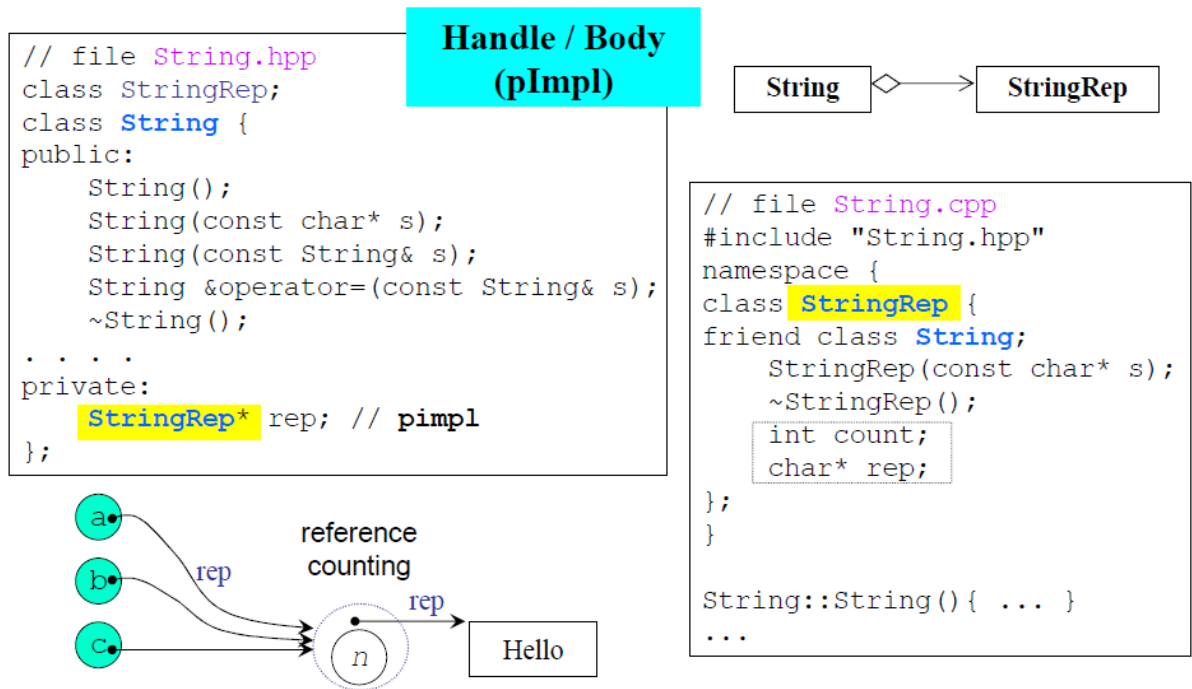 Handle / Body
(pImpl)
// file String.hpp
class StringRep;
class String {
public:
String();
String(const char* s);
String(const String& s);
String &operator=(const String& s);
~String();
. . . .
private:
StringRep* rep; // pimpl
};
String
StringRep
// file String.cpp
#include "String.hpp"
namespace {
class StringRep {
friend class String;
StringRep(const char* s);
~StringRep();
int count;
char* rep;
};
}
String::String(){ ... }
...
a
b
c
rep
reference
counting
rep
n
Hello